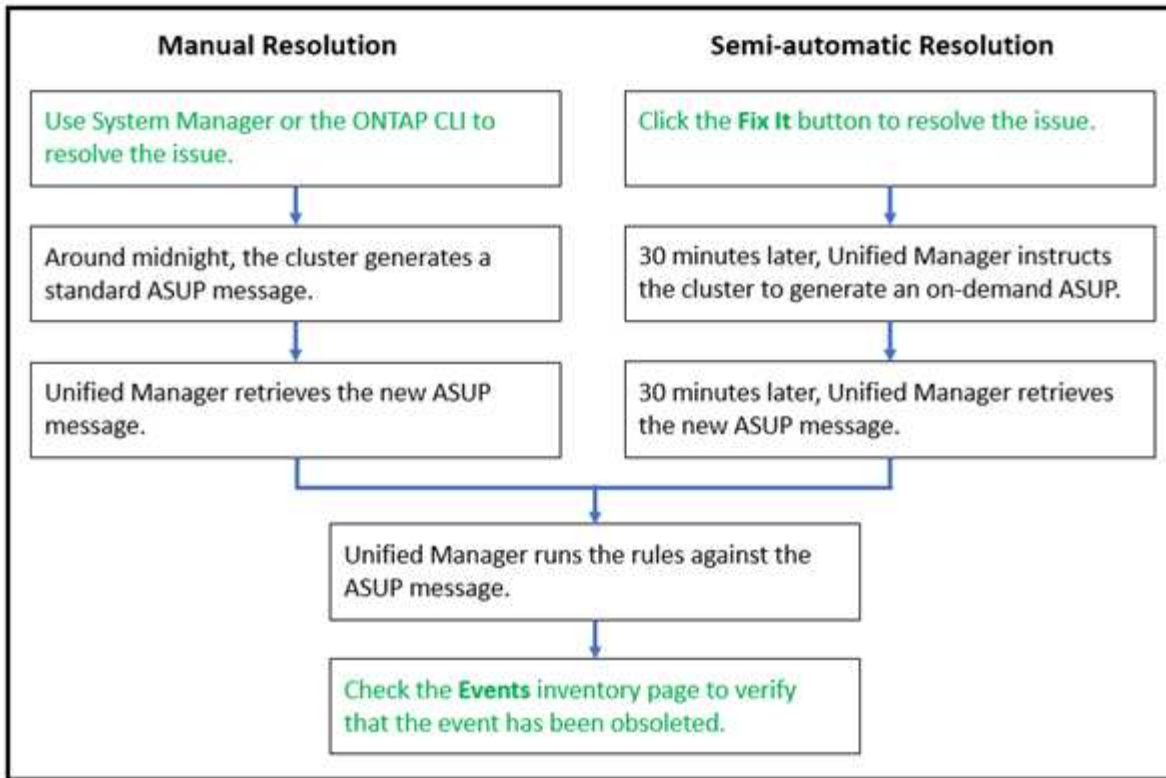 Manual Resolution
Semi-automatic Resolution
Use System Manager or the ONTAP CLI to
resolve the issue.
Click the Fix It button to resolve the issue.
Around midnight, the cluster generates a
standard ASUP message.
30 minutes later, Unified Manager instructs
the cluster to generate an on-demand ASUP.
Unified Manager retrieves the new ASUP
message.
30 minutes later, Unified Manager retrieves
the new ASUP message.
Unified Manager runs the rules against the
ASUP message.
Check the Events inventory page to verify
that the event has been obsoleted.